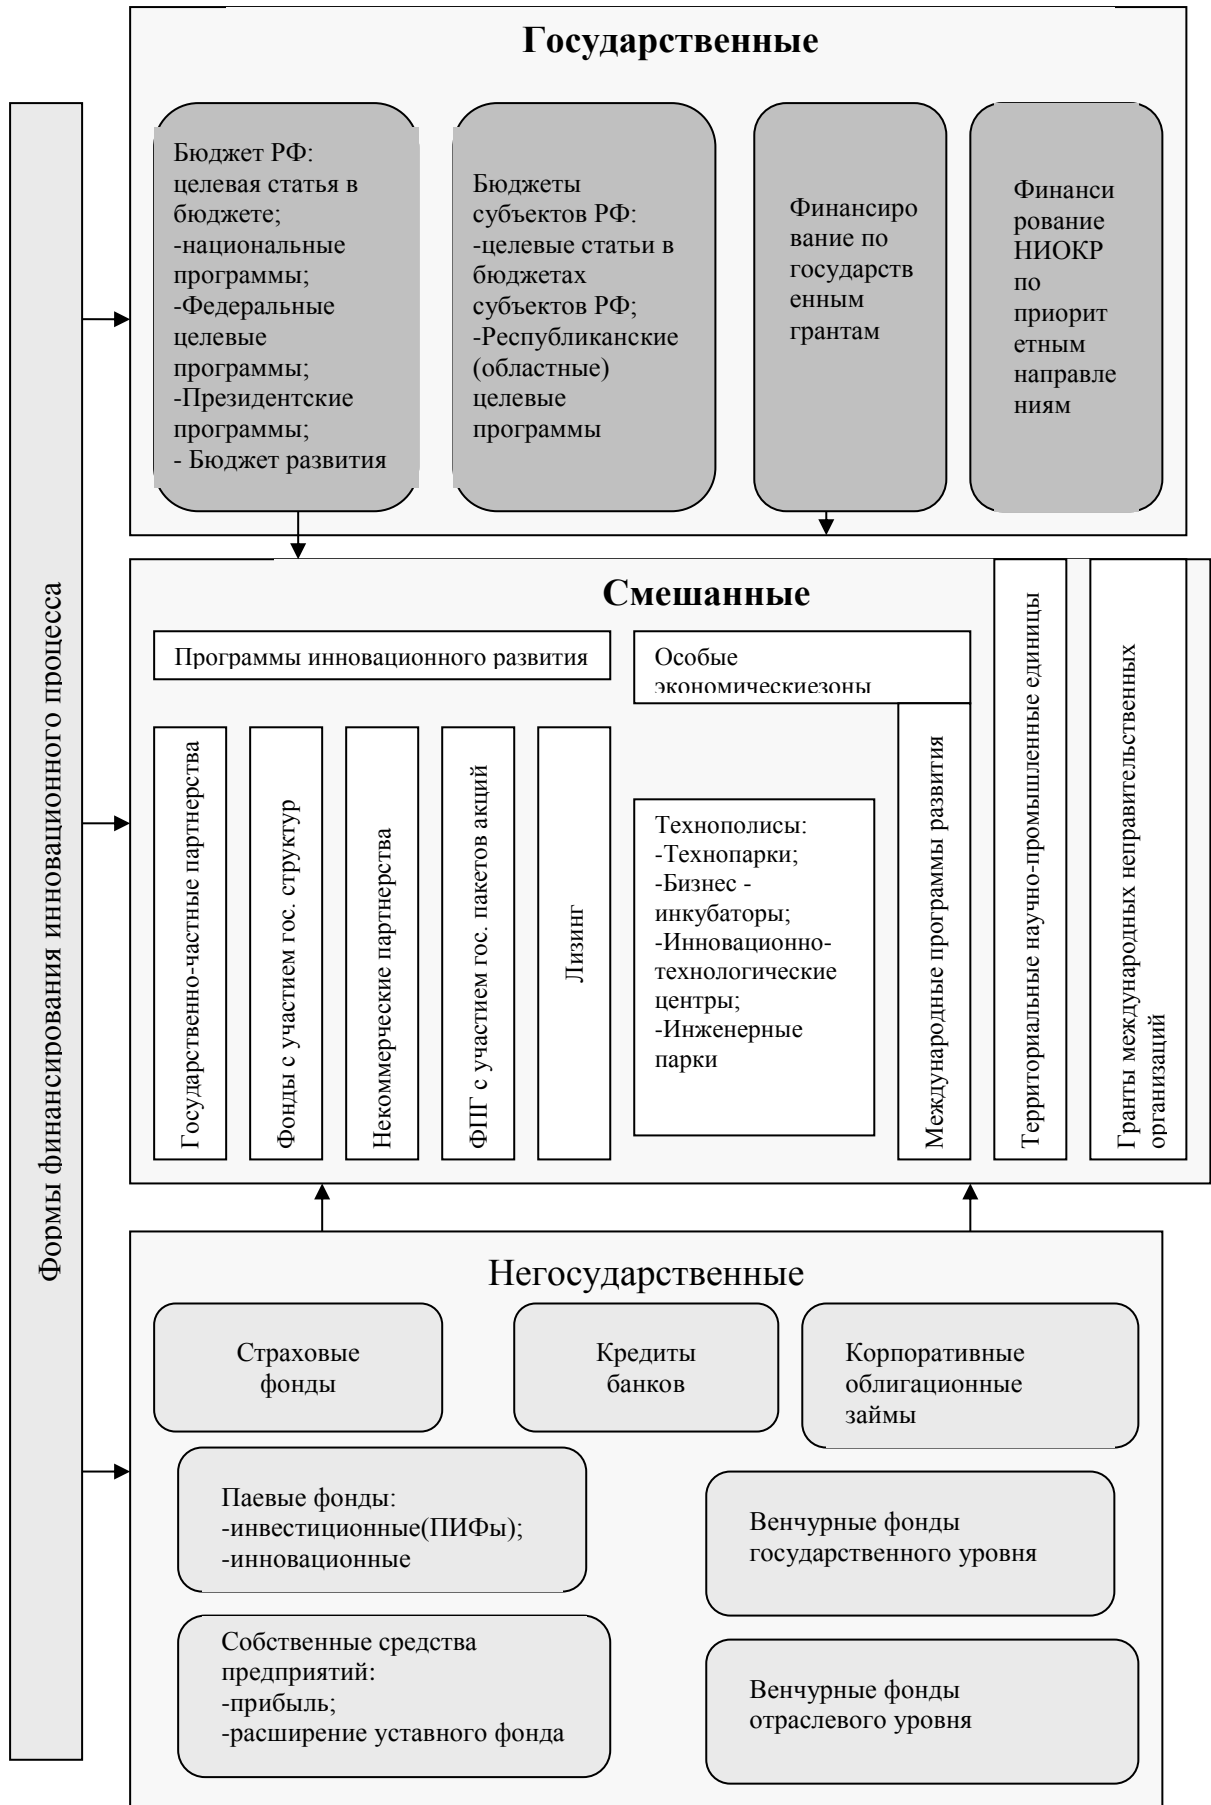 Государственные
Формы финансирования инновационного процесса
Бюджет РФ:
целевая статья в
бюджете;
-национальные
программы;
-Федеральные
целевые
программы;
-Президентские
программы;
- Бюджет развития
Бюджеты
субъектов РФ:
-целевые статьи в
бюджетах
субъектов РФ;
-Республиканские
(областные)
целевые
программы
Финансиро
вание по
государств
енным
грантам
Финанси
рование
НИОКР
по
приорит
етным
направле
ниям
Смешанные
Программы инновационного развития
Особые
экономическиезоны
Государственно-частные партнерства
Фонды с участием гос. структур
Некоммерческие партнерства
ФПГ с участием гос. пакетов акций
Лизинг
Технополисы:
-Технопарки;
-Бизнес -
инкубаторы;
-Инновационно-
технологические
центры;
-Инженерные
парки
Международные программы развития
Территориальные научно-промышленные единицы
Гранты международных неправительственных
организаций
Негосударственные
Страховые
фонды
Кредиты
банков
Корпоративные
облигационные
займы
Паевые фонды:
-инвестиционные(ПИФы);
-инновационные
Венчурные фонды
государственного уровня
Собственные средства
предприятий:
-прибыль;
-расширение уставного фонда
Венчурные фонды
отраслевого уровня